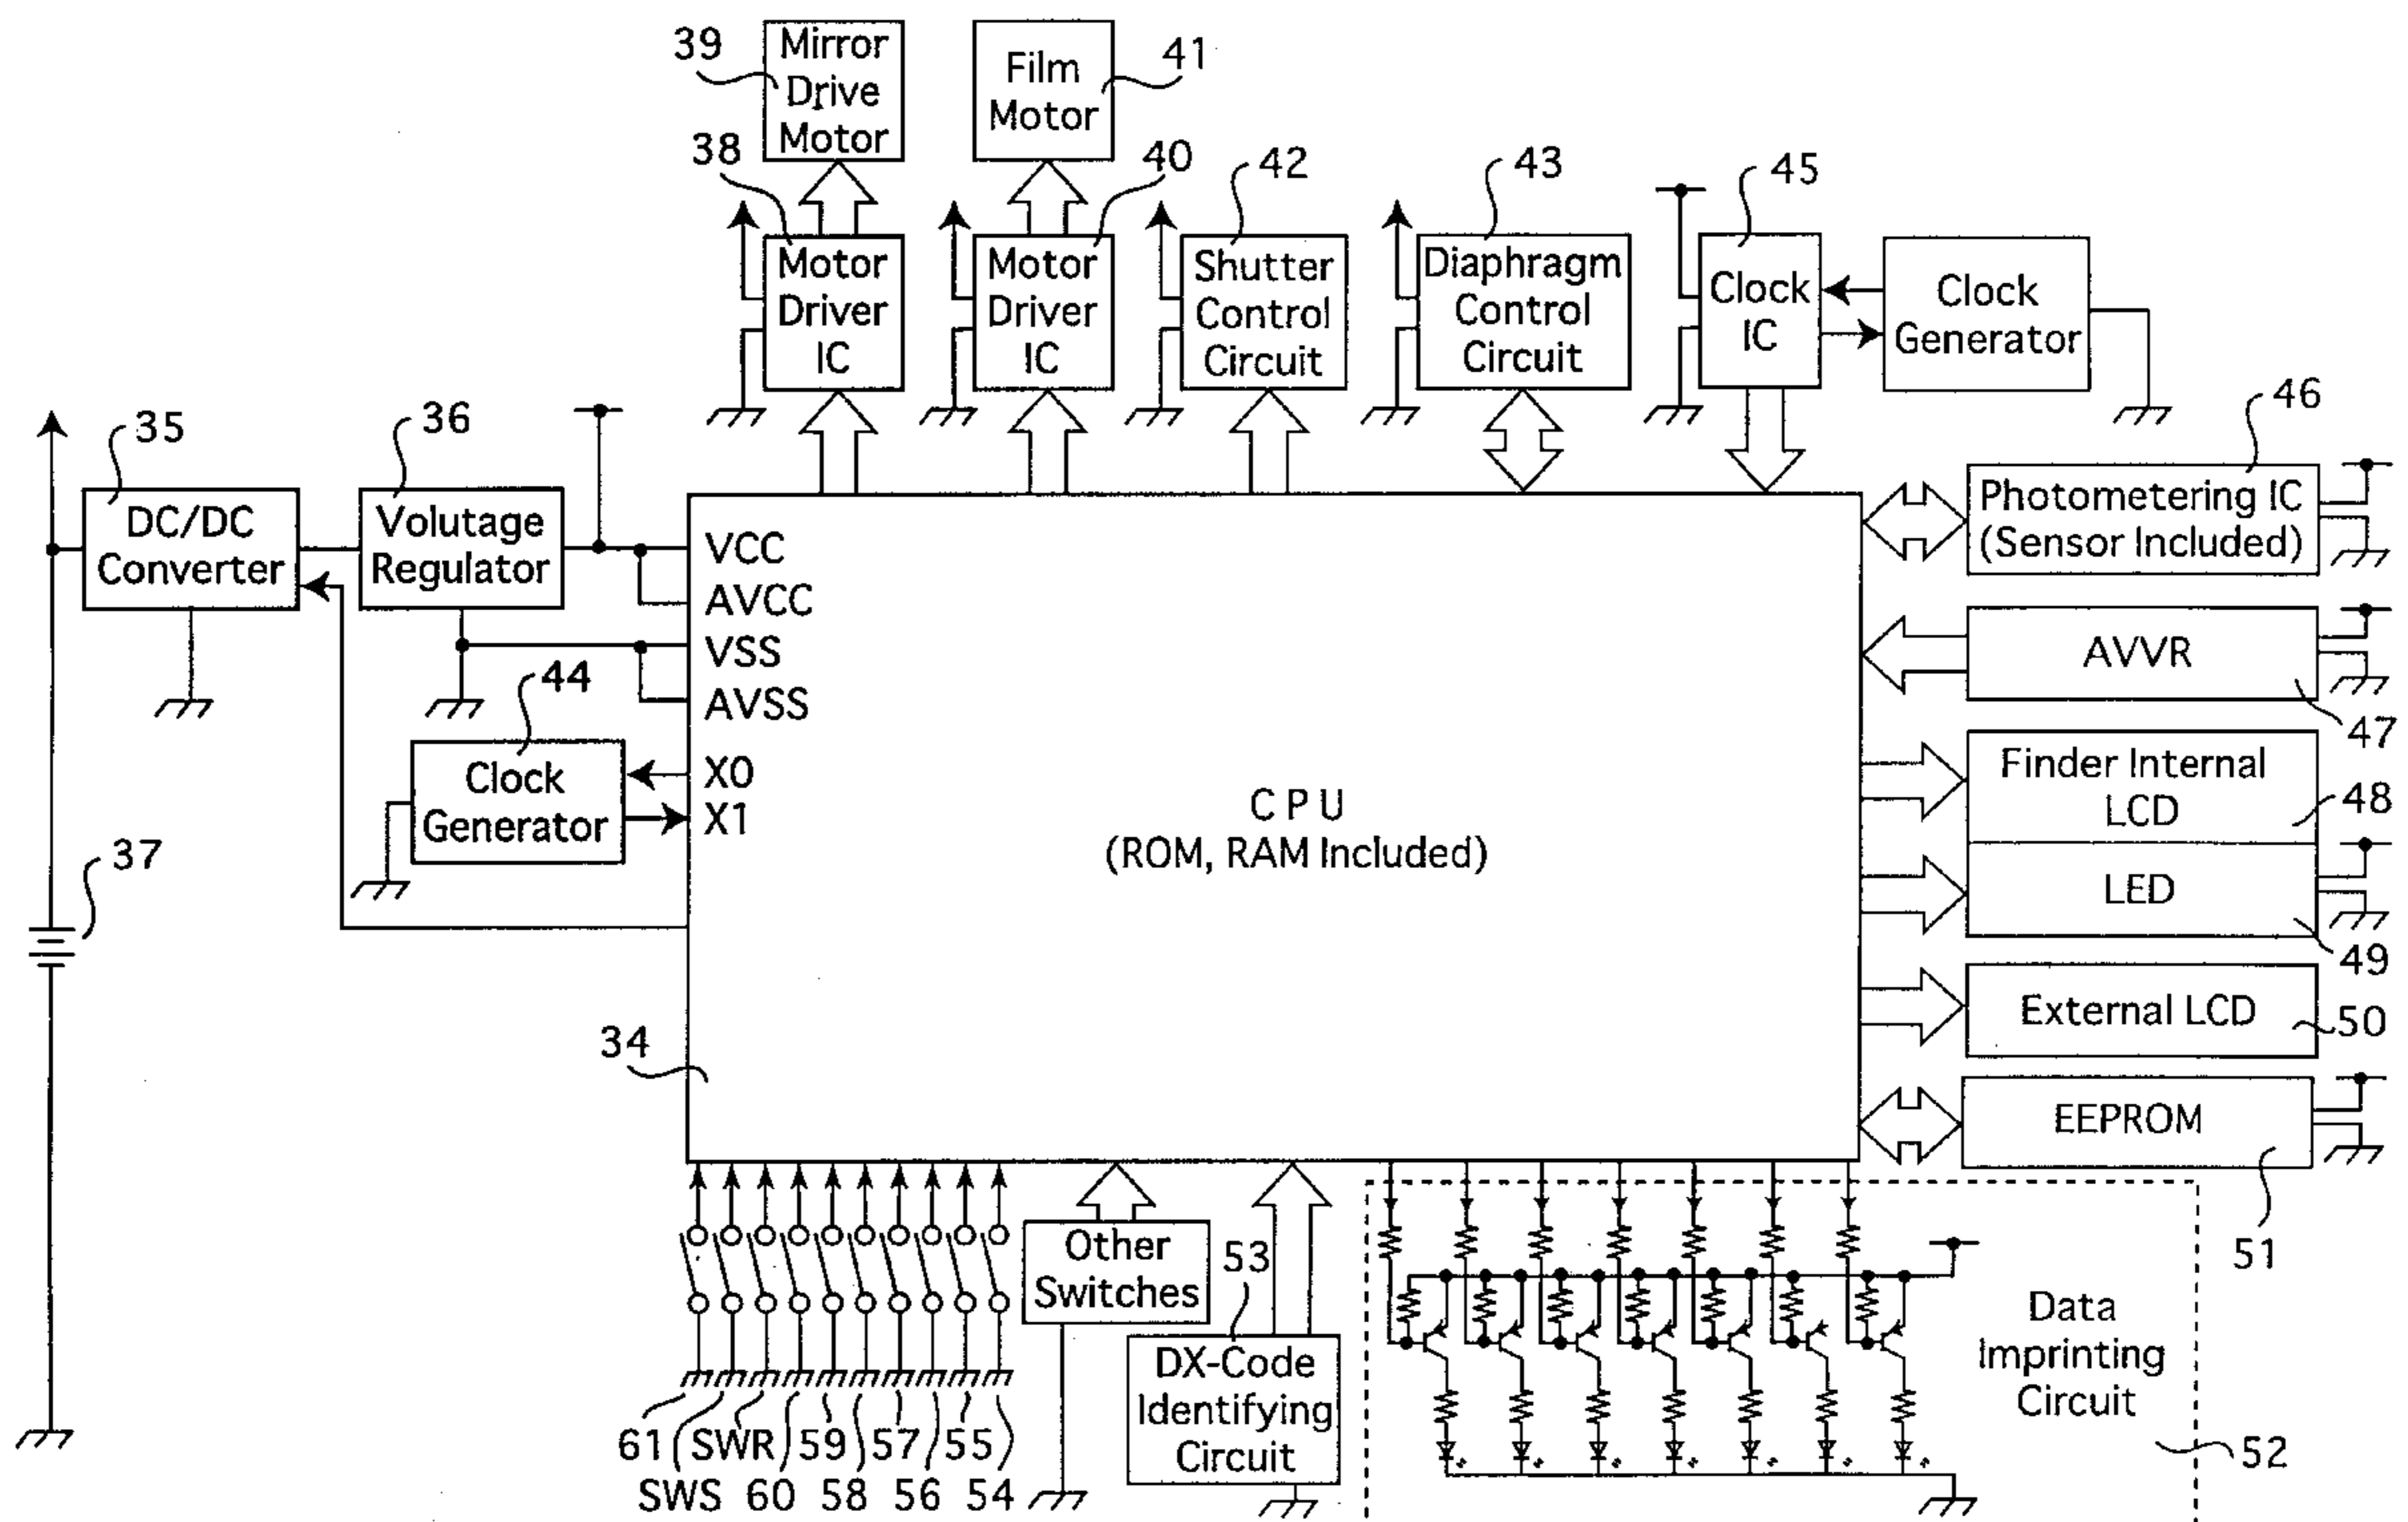 39
Mirror
Drive
Motor
Film
Motor
41
38
40
42
43
45
Motor
Driver
IC
Motor
Driver
IC
Shutter
Control
Circuit
Diaphragm
Control
Circuit
Clock
IC
Clock
Generator
35
36
46
DC/DC
Converter
Volutage
Regulator
VCC
AVCC
VSS
AVSS
X0
X1
44
Clock
Generator
37
34
C P U
(ROM, RAM Included)
Photometering IC
(Sensor Included)
AVVR
47
Finder Internal
LCD
48
LED
49
External LCD
50
EEPROM
51
Other
Switches
53
DX-Code
Identifying
Circuit
Data
Imprinting
Circuit
52
61 SWR 59 57 55
SWS 60 58 56 54